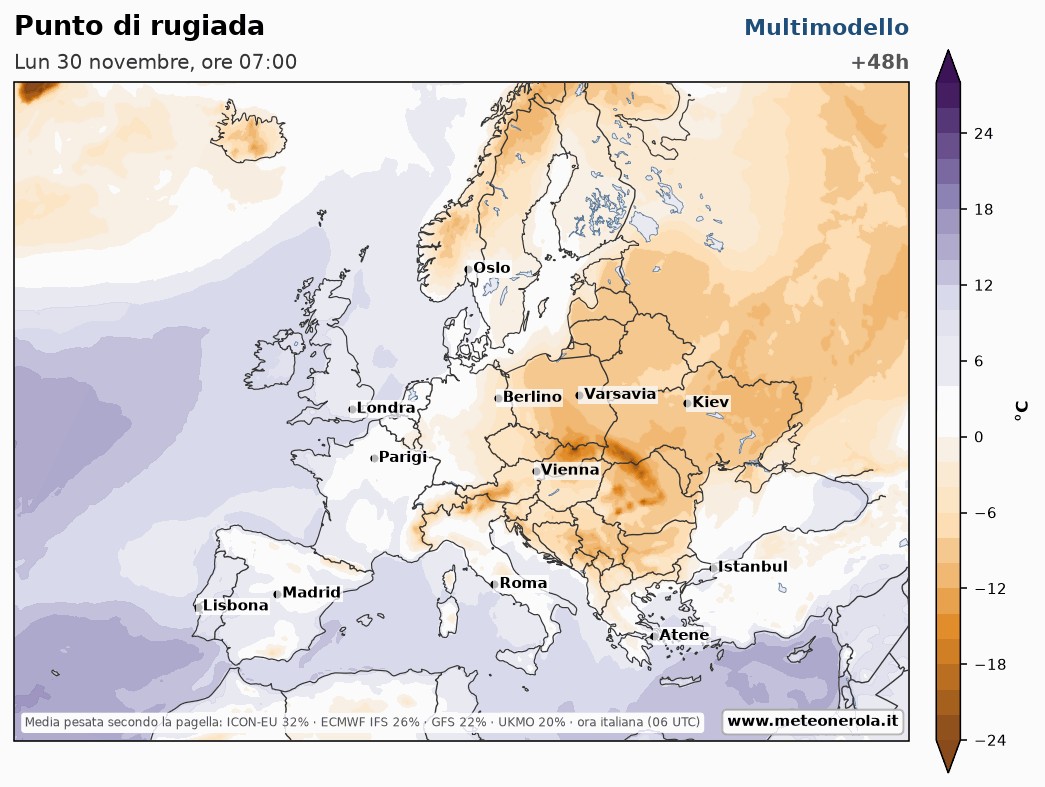 Punto di rugiada
Multimodello
Lun 30 novembre, ore 07:00
+48h
24
18
12
6
0
−6
−12
−18
−24
°C
Oslo
Berlino
Varsavia
Kiev
Londra
Parigi
Vienna
Istanbul
Roma
Madrid
Lisbona
Atene
Media pesata secondo la pagella: ICON-EU 32% · ECMWF IFS 26% · GFS 22% · UKMO 20% · ora italiana (06 UTC)
www.meteonerola.it